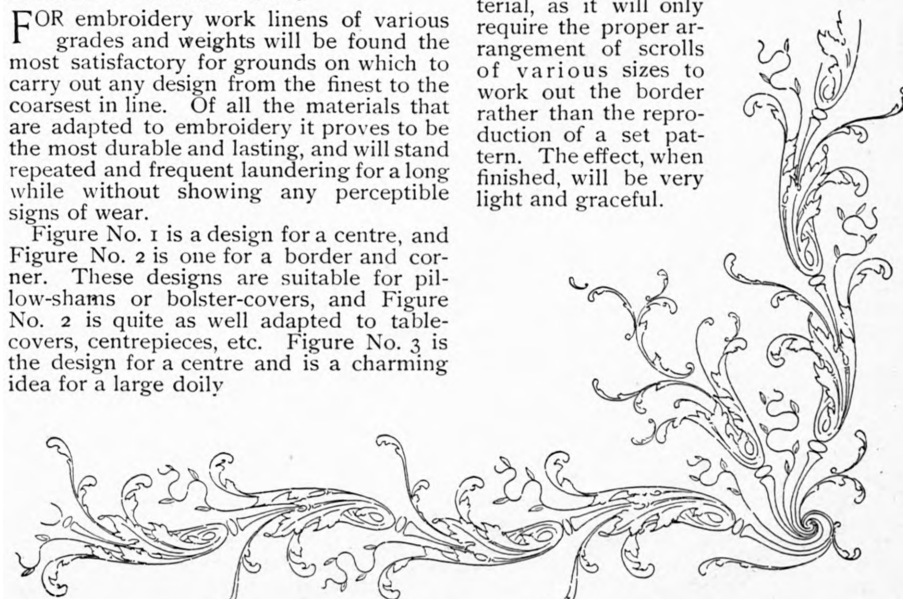 FOR embroidery work linens of various
grades and weights will be found the
most satisfactory for grounds on which to
carry out any design from the finest to the
coarsest in line. Of all the materials that
are adapted to embroidery it proves to be
the most durable and lasting, and will stand
repeated and frequent laundering for a long
while without showing any perceptible
signs of wear.
Figure No. 1 is a design for a centre, and
Figure No. 2 is one for a border and cor-
ner. These designs are suitable for pil-
low-shams or bolster-covers, and Figure
No. 2 is quite as well adapted to table-
covers, centrepieces, etc. Figure No. 3 is
the design for a centre and is a charming
idea for a large doily
terial, as it will only
require the proper ar-
rangement of scrolls
of various sizes to
work out the border
rather than the repro-
duction of a set pat-
tern. The effect, when
finished, will be very
light and graceful.